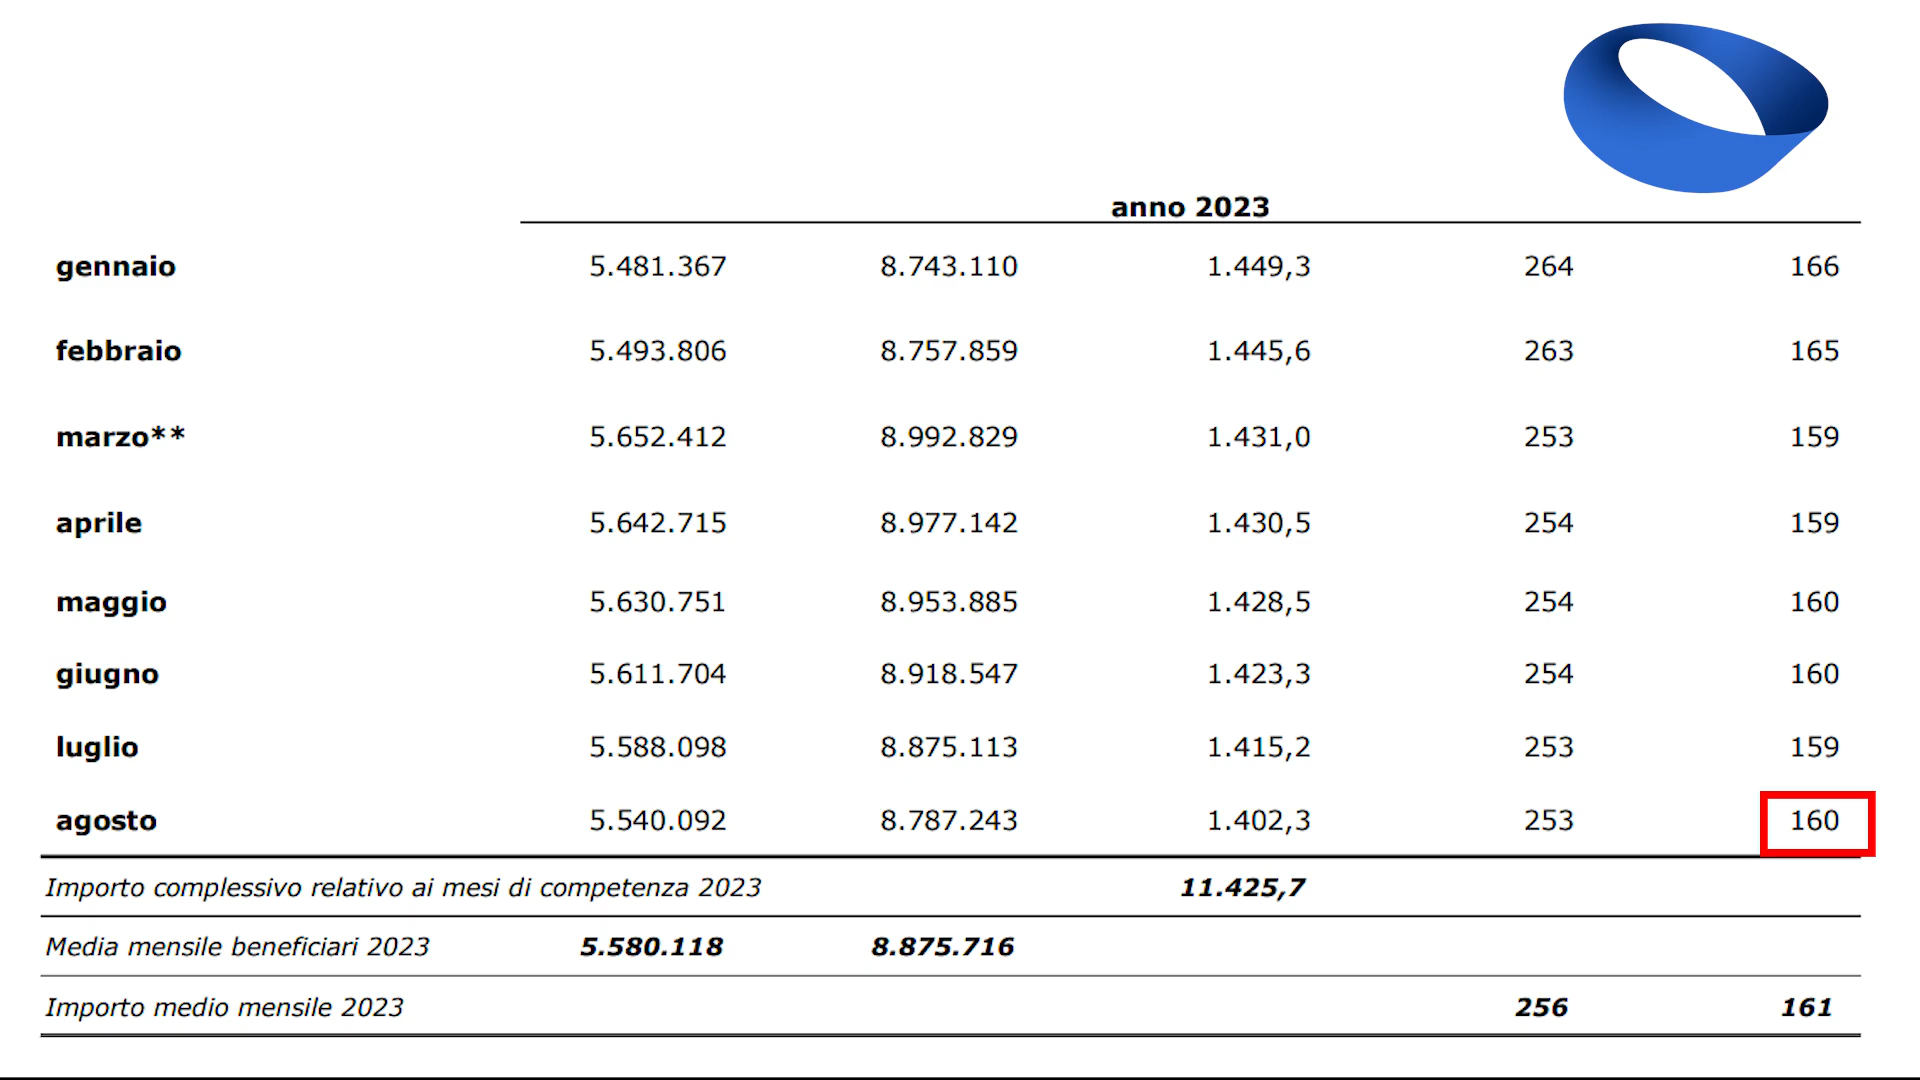 anno 2023
gennaio 5.481.367 8.743.110 1.449,3 264 166
febbraio 5.493.806 8.757.859 1.445,6 263 165
marzo** 5.652.412 8.992.829 1.431,0 253 159
aprile 5.642.715 8.977.142 1.430,5 254 159
maggio 5.630.751 8.953.885 1.428,5 254 160
giugno 5.611.704 8.918.547 1.423,3 254 160
luglio 5.588.098 8.875.113 1.415,2 253 159
agosto 5.540.092 8.787.243 1.402,3 253 160
Importo complessivo relativo ai mesi di competenza 2023 11.425,7
Media mensile beneficiari 2023 5.580.118 8.875.716
Importo medio mensile 2023 256 161